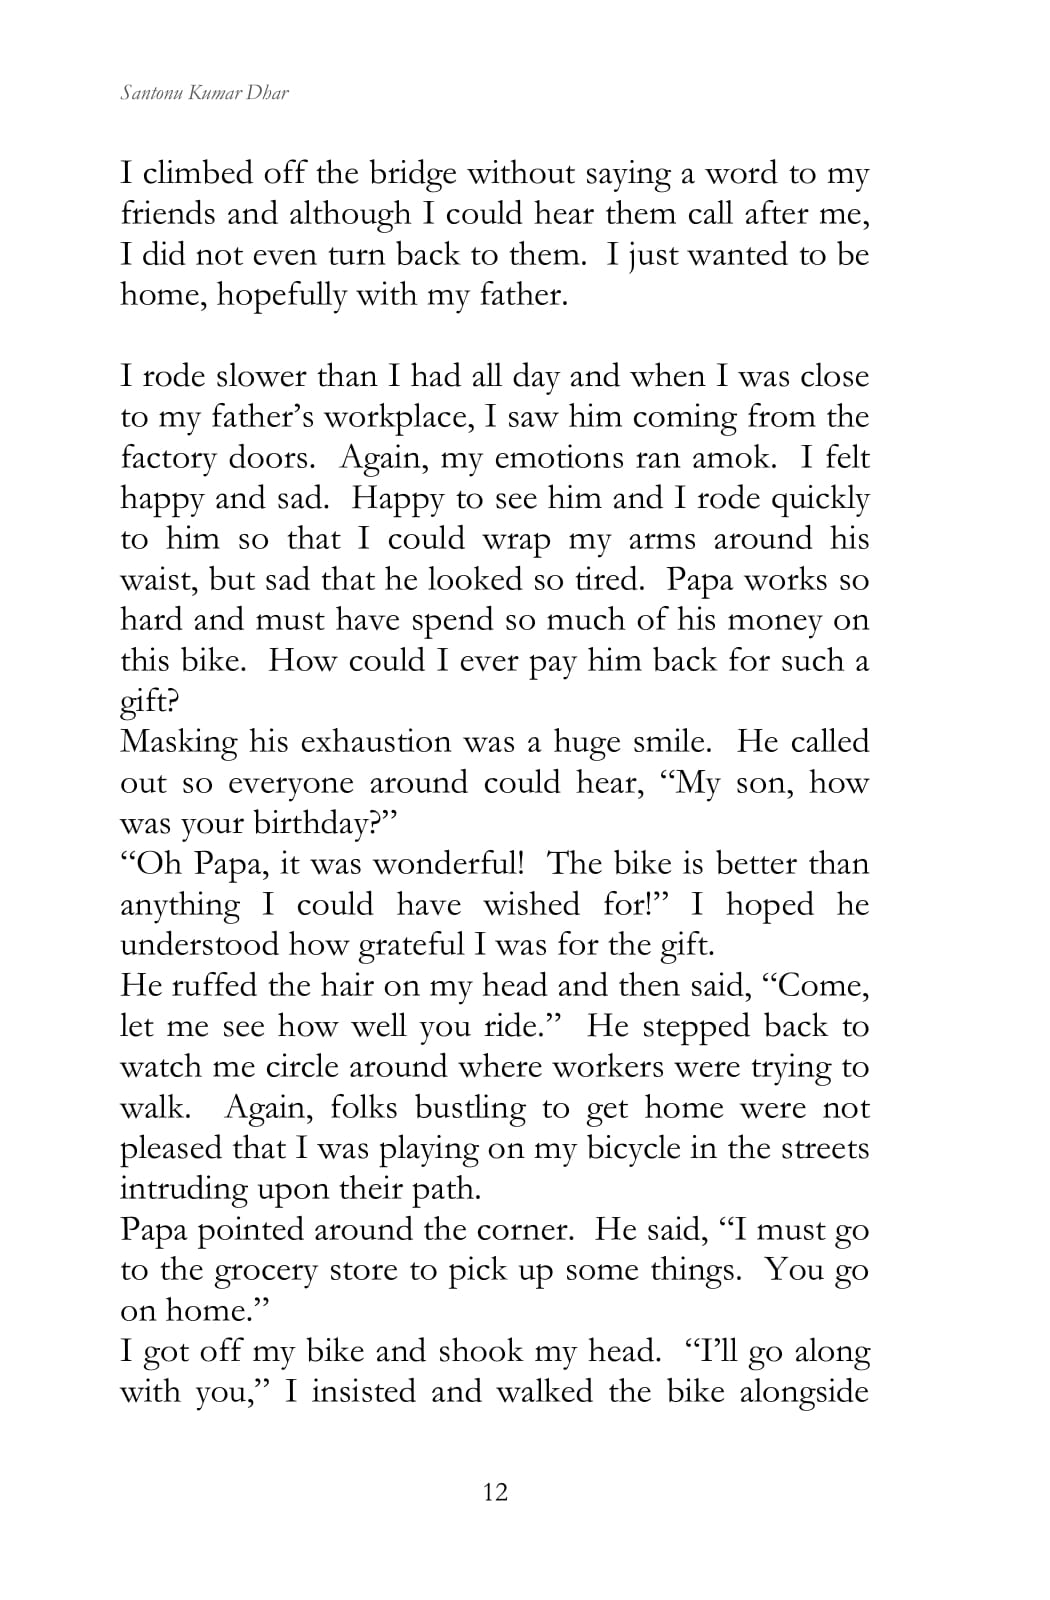 Santonu Kumar Dhar
I climbed off the bridge without saying a word to my
friends and although I could hear them call after me,
I did not even turn back to them.  I just wanted to be
home, hopefully with my father.
I rode slower than I had all day and when I was close
to my father’s workplace, I saw him coming from the
factory doors.  Again, my emotions ran amok.  I felt
happy and sad.  Happy to see him and I rode quickly
to him so that I could wrap my arms around his
waist, but sad that he looked so tired.  Papa works so
hard and must have spend so much of his money on
this bike.  How could I ever pay him back for such a
gift?
Masking his exhaustion was a huge smile.  He called
out so everyone around could hear, “My son, how
was your birthday?”
“Oh Papa, it was wonderful!  The bike is better than
anything I could have wished for!” I hoped he
understood how grateful I was for the gift.
He ruffed the hair on my head and then said, “Come,
let me see how well you ride.”  He stepped back to
watch me circle around where workers were trying to
walk.  Again, folks bustling to get home were not
pleased that I was playing on my bicycle in the streets
intruding upon their path.
Papa pointed around the corner.  He said, “I must go
to the grocery store to pick up some things.  You go
on home.”
I got off my bike and shook my head.  “I’ll go along
with you,” I insisted and walked the bike alongside
12